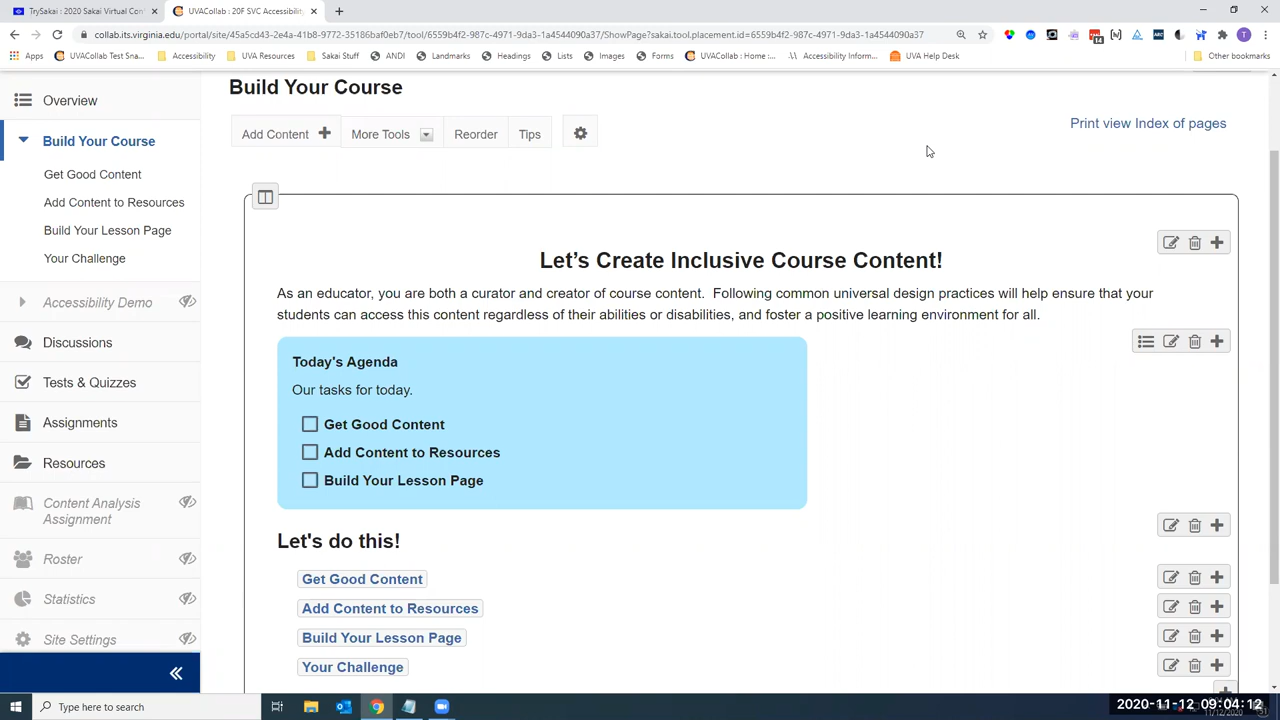 TrySakai : 2020 Sakai Virtual Con
UVACollab : 20F SVC Accessibility
collab.its.virginia.edu/portal/site/45a5cd43-2e4a-41b8-9772-35186baf0eb7/tool/6559b4f2-987c-4971-9da3-1a4544090a37/ShowPage?sakai.tool.placement.id=6559b4f2-987c-4971-9da3-1a4544090a37
Apps
UVACollab Test Sna...
Accessibility
UVA Resources
Sakai Stuff
ANDI
Landmarks
Headings
Lists
Images
Forms
UVACollab : Home :...
Accessibility Inform...
UVA Help Desk
Other bookmarks
Overview
Build Your Course
Get Good Content
Add Content to Resources
Build Your Lesson Page
Your Challenge
Accessibility Demo
Discussions
Tests & Quizzes
Assignments
Resources
Content Analysis
Assignment
Roster
Statistics
Site Settings
Build Your Course
Add Content
More Tools
Reorder
Tips
Print view Index of pages
Let's Create Inclusive Course Content!
As an educator, you are both a curator and creator of course content. Following common universal design practices will help ensure that your
students can access this content regardless of their abilities or disabilities, and foster a positive learning environment for all.
Today's Agenda
Our tasks for today.
Get Good Content
Add Content to Resources
Build Your Lesson Page
Let's do this!
Get Good Content
Add Content to Resources
Build Your Lesson Page
Your Challenge
Type here to search
2020-11-12 09:04:12